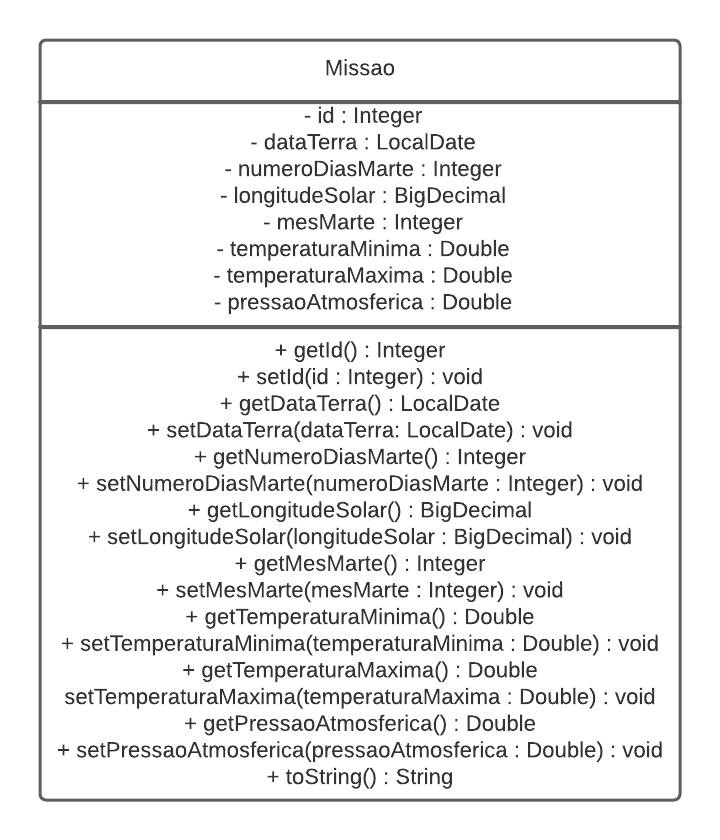 Missao
- id : Integer
- dataTerra : LocalDate
- numeroDiasMarte : Integer
- longitudeSolar : BigDecimal
- mesMarte : Integer
- temperaturaMinima : Double
- temperaturaMaxima : Double
- pressaoAtmosferica : Double
+ getId() : Integer
+ setId(id : Integer) : void
+ getDataTerra() : LocalDate
+ setDataTerra(dataTerra: LocalDate) : void
+ getNumeroDiasMarte() : Integer
+ setNumeroDiasMarte(numeroDiasMarte : Integer) : void
+ getLongitudeSolar() : BigDecimal
+ setLongitudeSolar(longitudeSolar : BigDecimal) : void
+ getMesMarte() : Integer
+ setMesMarte(mesMarte : Integer) : void
+ getTemperaturaMinima() : Double
+ setTemperaturaMinima(temperaturaMinima : Double) : void
+ getTemperaturaMaxima() : Double
setTemperaturaMaxima(temperaturaMaxima : Double) : void
+ getPressaoAtmosferica() : Double
+ setPressaoAtmosferica(pressaoAtmosferica : Double) : void
+ toString() : String